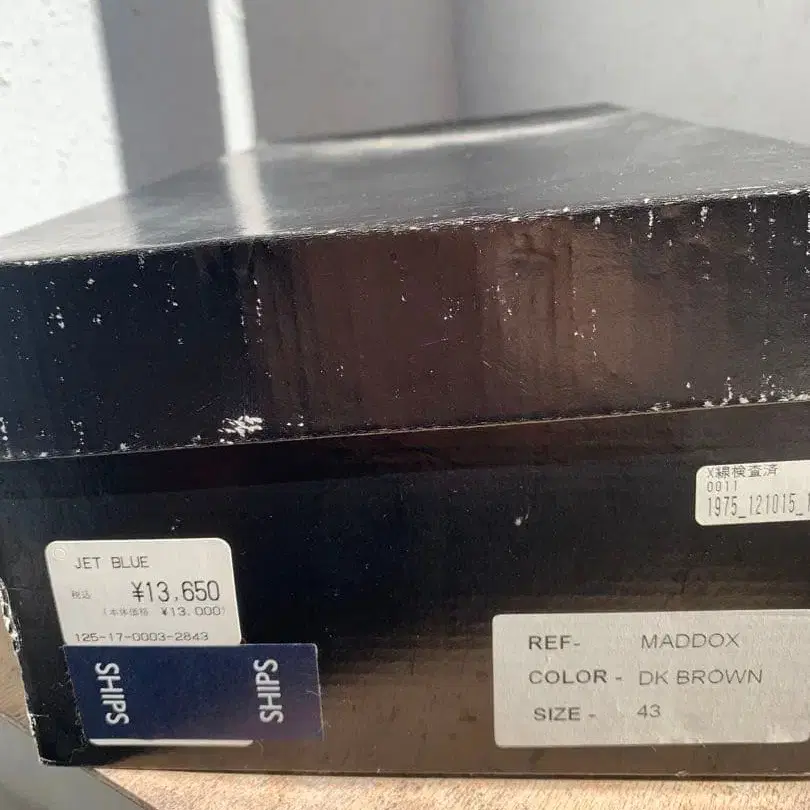 X線検査済
0011
1975_121015_1
JET BLUE
税込 ¥13,650
(本体価格 ¥13.000)
125-17-0003-2843
SHIPS
SHIPS
REF- MADDOX
COLOR - DK BROWN
SIZE - 43